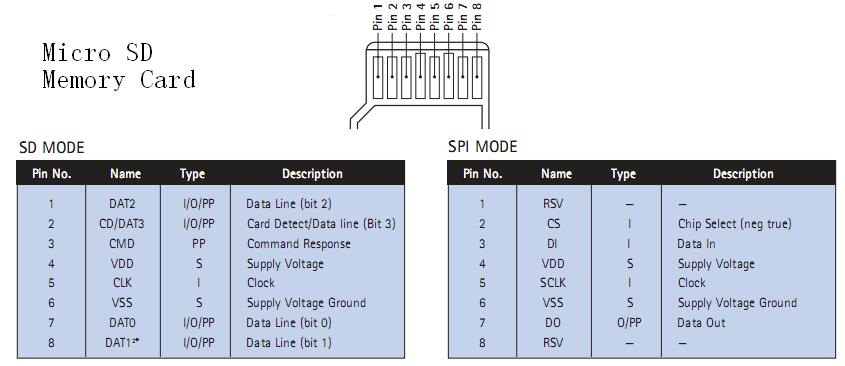 Pin 1 Pin 2 Pin 3 Pin 4 Pin 5 Pin 6 Pin 7 Pin 8
Micro SD
Memory Card
SD MODE
Pin No. Name Type Description
1 DAT2 I/O/PP Data Line (bit 2)
2 CD/DAT3 I/O/PP Card Detect/Data line (Bit 3)
3 CMD PP Command Response
4 VDD S Supply Voltage
5 CLK I Clock
6 VSS S Supply Voltage Ground
7 DAT0 I/O/PP Data Line (bit 0)
8 DAT1²* I/O/PP Data Line (bit 1)
SPI MODE
Pin No. Name Type Description
1 RSV – –
2 CS I Chip Select (neg true)
3 DI I Data In
4 VDD S Supply Voltage
5 SCLK I Clock
6 VSS S Supply Voltage Ground
7 DO O/PP Data Out
8 RSV – –